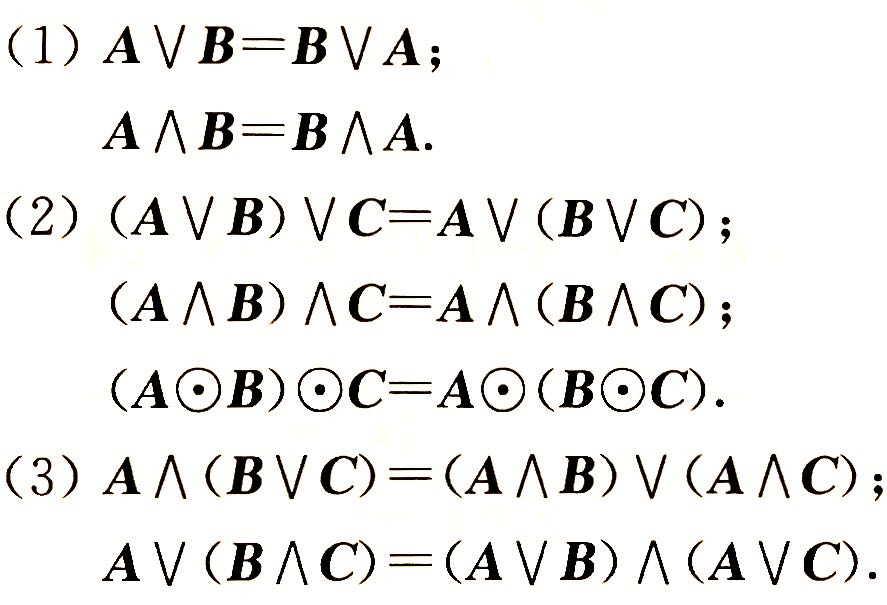 (1) A∨B=B∨A;
A∧B=B∧A.
(2) (A∨B)∨C=A∨(B∨C);
(A∧B)∧C=A∧(B∧C);
(A⊙B)⊙C=A⊙(B⊙C).
(3) A∧(B∨C)=(A∧B)∨(A∧C);
A∨(B∧C)=(A∨B)∧(A∨C).